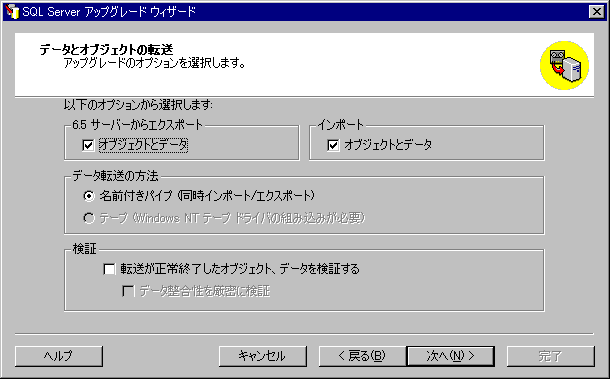 SQL Server アップグレード ウィザード
データとオブジェクトの転送
アップグレードのオプションを選択します。
以下のオプションから選択します:
6.5 サーバーからエクスポート
インポート
オブジェクトとデータ
オブジェクトとデータ
データ転送の方法
名前付きパイプ (同時インポート/エクスポート)
テープ (Windows NT テープ ドライバの組み込みが必要)
検証
転送が正常終了したオブジェクト、データを検証する
データ整合性を厳密に検証
ヘルプ
キャンセル
< 戻る(B)
次へ(N) >
完了